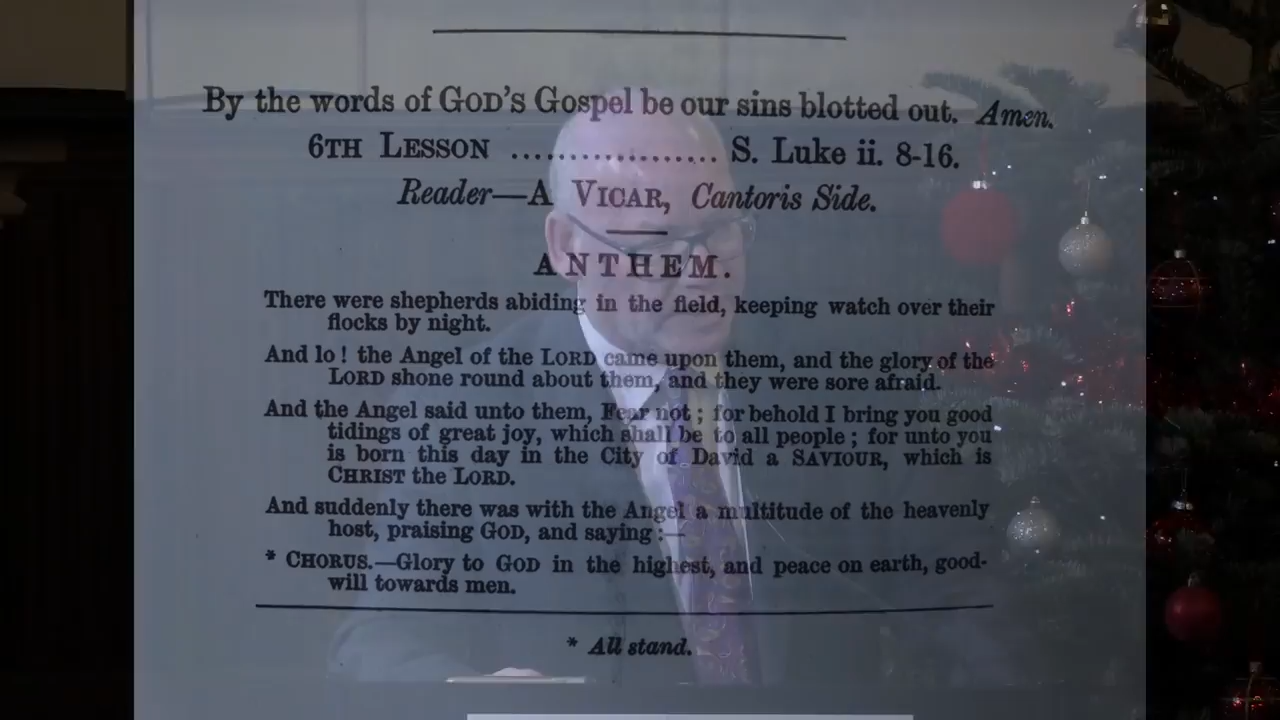 By the words of GOD'S Gospel be our sins blotted out. Amen.
6TH LESSON .................. S. Luke ii. 8-16.
Reader—A VICAR, Cantoris Side.
ANTHEM.
There were shepherds abiding in the field, keeping watch over their
flocks by night.
And lo! the Angel of the LORD came upon them, and the glory of the
LORD shone round about them, and they were sore afraid.
And the Angel said unto them, Fear not; for behold I bring you good
tidings of great joy, which shall be to all people; for unto you
is born this day in the City of David a SAVIOUR, which is
CHRIST the LORD.
And suddenly there was with the Angel a multitude of the heavenly
host, praising GOD, and saying:—
* CHORUS.—Glory to GOD in the highest, and peace on earth, good-
will towards men.
* All stand.